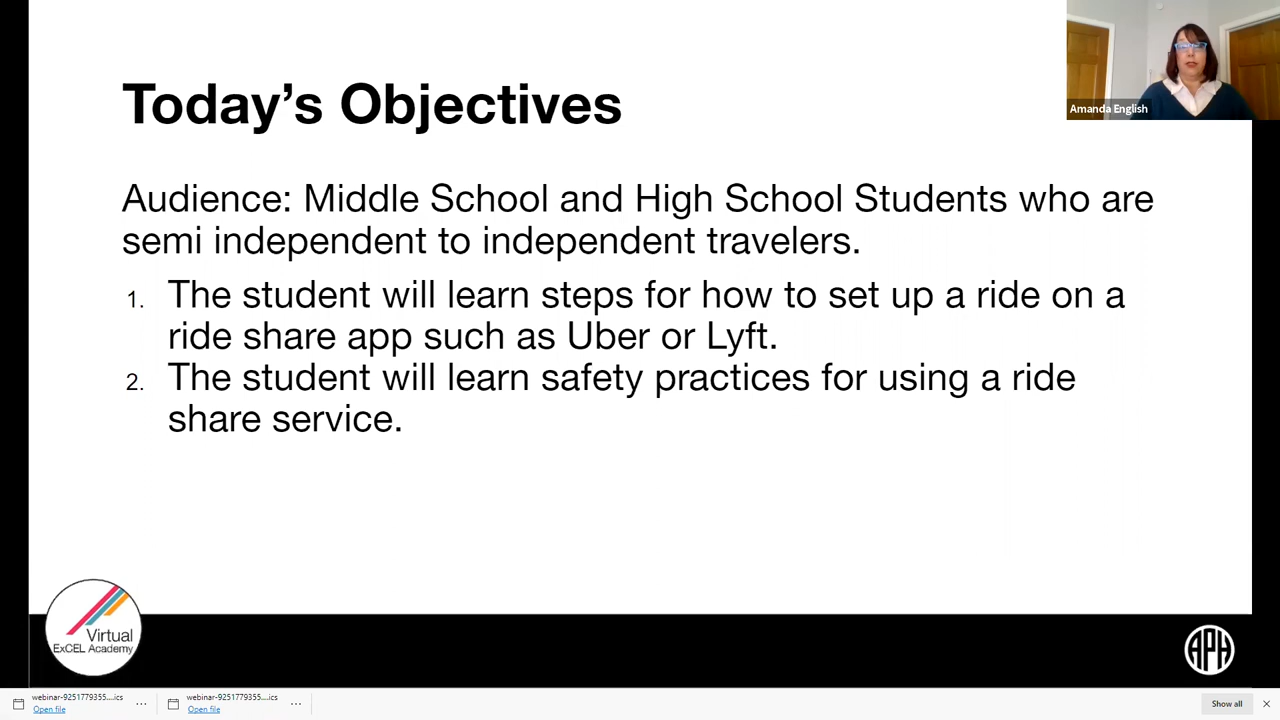 Today’s Objectives
Amanda English
Audience: Middle School and High School Students who are
semi independent to independent travelers.
1. The student will learn steps for how to set up a ride on a
ride share app such as Uber or Lyft.
2. The student will learn safety practices for using a ride
share service.
Virtual
ExCEL Academy
APH
webinar-9251779355....ics
Open file
webinar-9251779355....ics
Open file
Show all